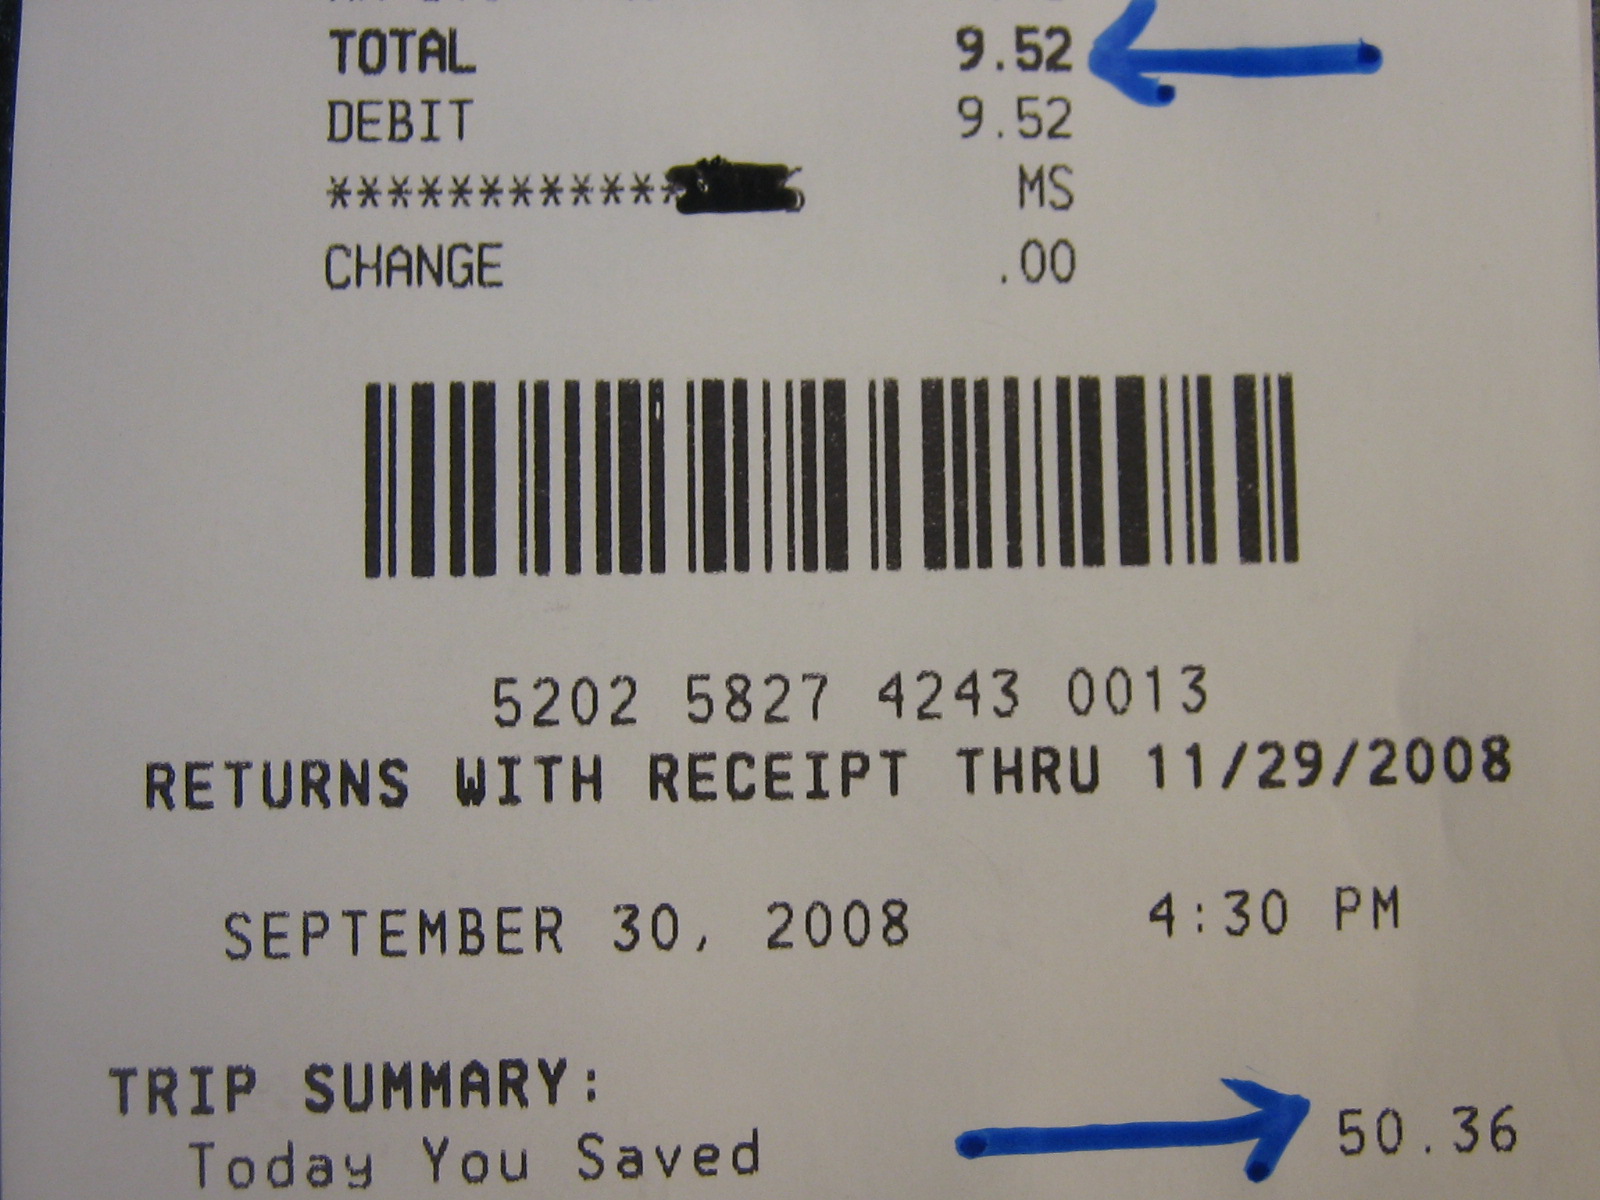 TOTAL 9.52
DEBIT 9.52
************ MS
CHANGE .00
5202 5827 4243 0013
RETURNS WITH RECEIPT THRU 11/29/2008
SEPTEMBER 30, 2008 4:30 PM
TRIP SUMMARY:
Today You Saved 50.36